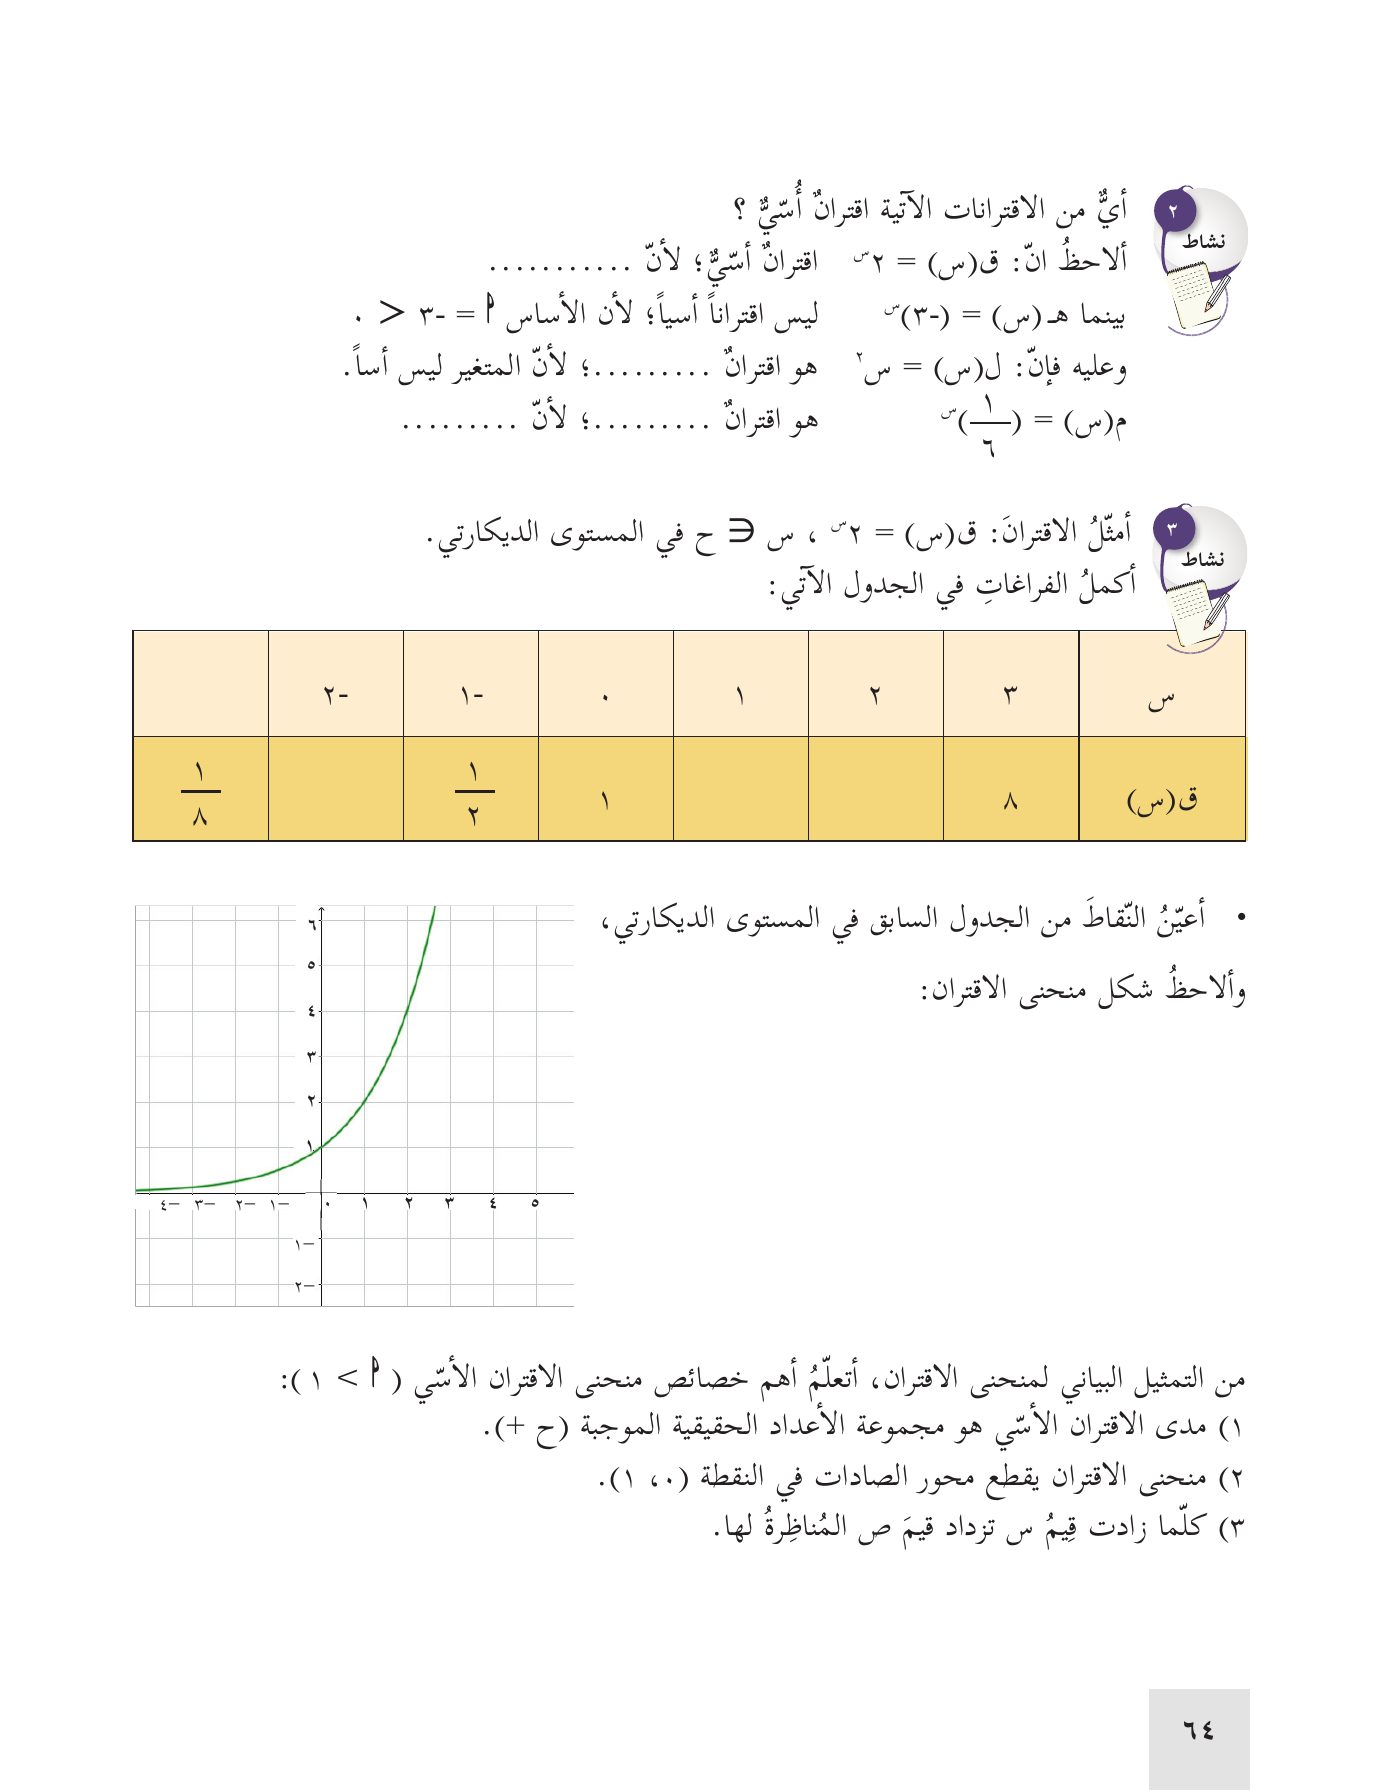 ٢
نشاط
أيٌّ من الاقترانات الآتية اقترانٌ أُسّيٌّ ؟
ألاحظُ انّ: ق(س) = ٢^س اقترانٌ أسّيٌّ؛ لأنّ ...........
بينما هـ (س) = (-٣)^س ليس اقتراناً أسياً؛ لأن الأساس أ = -٣ < ٠
وعليه فإنّ: ل(س) = س^٢ هو اقترانٌ .........؛ لأنّ المتغير ليس أساً.
م(س) = (١/٦)^س هو اقترانٌ .........؛ لأنّ .........
٣
نشاط
أمثّلُ الاقترانَ: ق(س) = ٢^س ، س ∈ ح في المستوى الديكارتي.
أكملُ الفراغاتِ في الجدول الآتي:
س ٣ ٢ ١ ٠ -١ -٢
ق(س) ٨ ١ ١/٢ ١/٨
• أعيّنُ النّقاطَ من الجدول السابق في المستوى الديكارتي،
وألاحظُ شكل منحنى الاقتران:
٦
٥
٤
٣
٢
١
−٤ −٣ −٢ −١ ٠ ١ ٢ ٣ ٤ ٥
−١
−٢
من التمثيل البياني لمنحنى الاقتران، أتعلّمُ أهم خصائص منحنى الاقتران الأسّي ( أ > ١ ):
١) مدى الاقتران الأسّي هو مجموعة الأعداد الحقيقية الموجبة (ح +).
٢) منحنى الاقتران يقطع محور الصادات في النقطة (٠، ١).
٣) كلّما زادت قِيمُ س تزداد قيمَ ص المُناظِرةُ لها.
٦٤